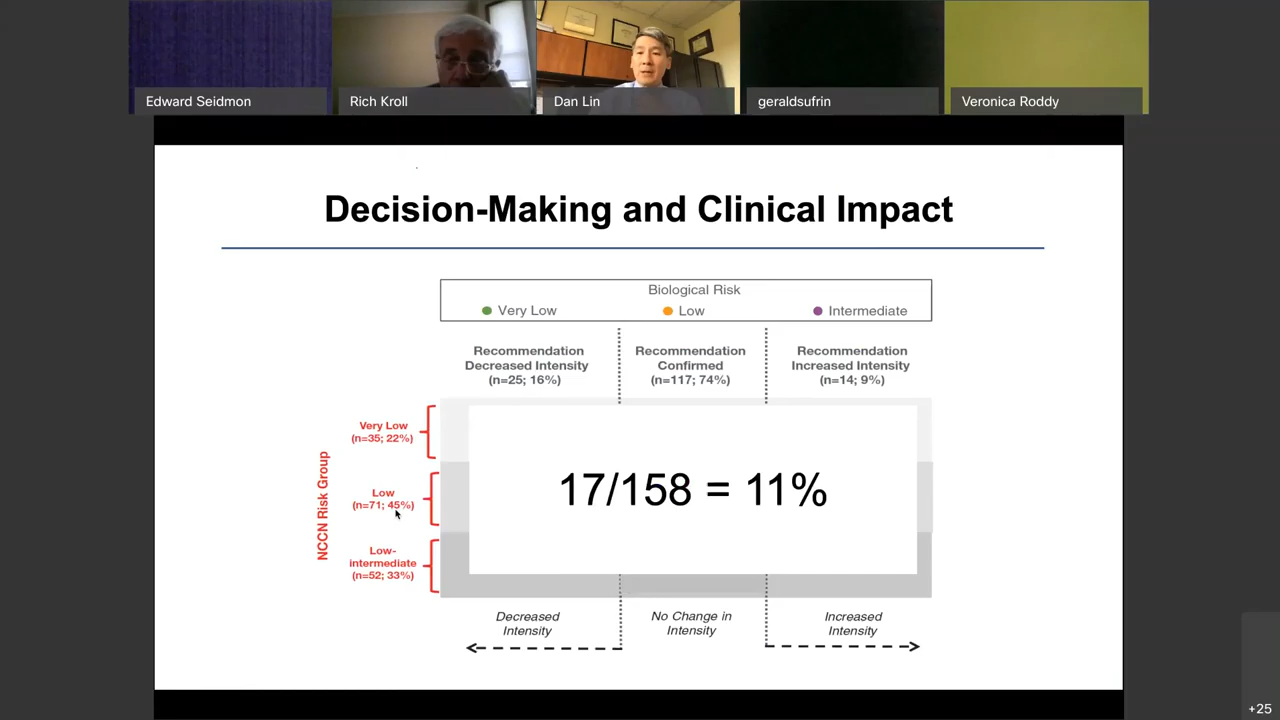 Edward Seidmon
Rich Kroll
Dan Lin
geraldsufrin
Veronica Roddy
Decision-Making and Clinical Impact
Biological Risk
Very Low
Low
Intermediate
Recommendation
Decreased Intensity
(n=25; 16%)
Recommendation
Confirmed
(n=117; 74%)
Recommendation
Increased Intensity
(n=14; 9%)
NCCN Risk Group
Very Low
(n=35; 22%)
Low
(n=71; 45%)
Low-
intermediate
(n=52; 33%)
17/158 = 11%
Decreased
Intensity
No Change in
Intensity
Increased
Intensity
+25